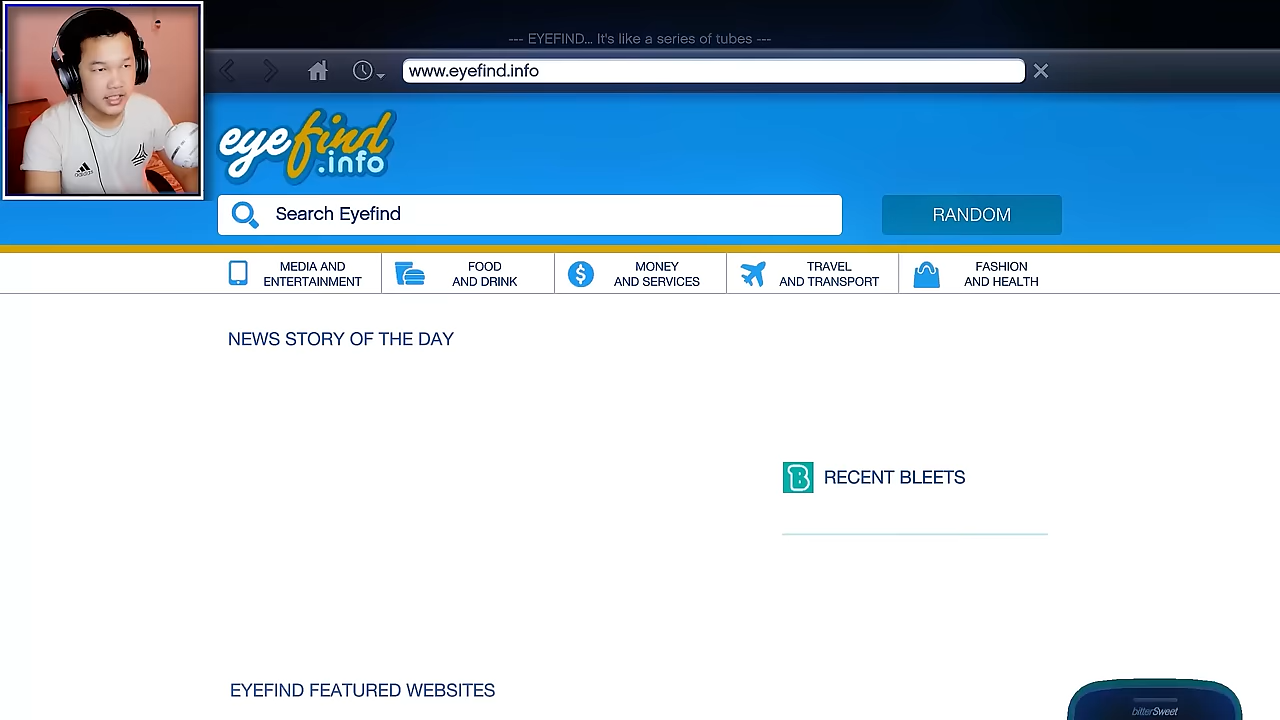 --- EYEFIND... It's like a series of tubes ---
www.eyefind.info
eyefind
.info
Search Eyefind
RANDOM
MEDIA AND
ENTERTAINMENT
FOOD
AND DRINK
MONEY
AND SERVICES
TRAVEL
AND TRANSPORT
FASHION
AND HEALTH
NEWS STORY OF THE DAY
B RECENT BLEETS
EYEFIND FEATURED WEBSITES
bitterSweet
adidas